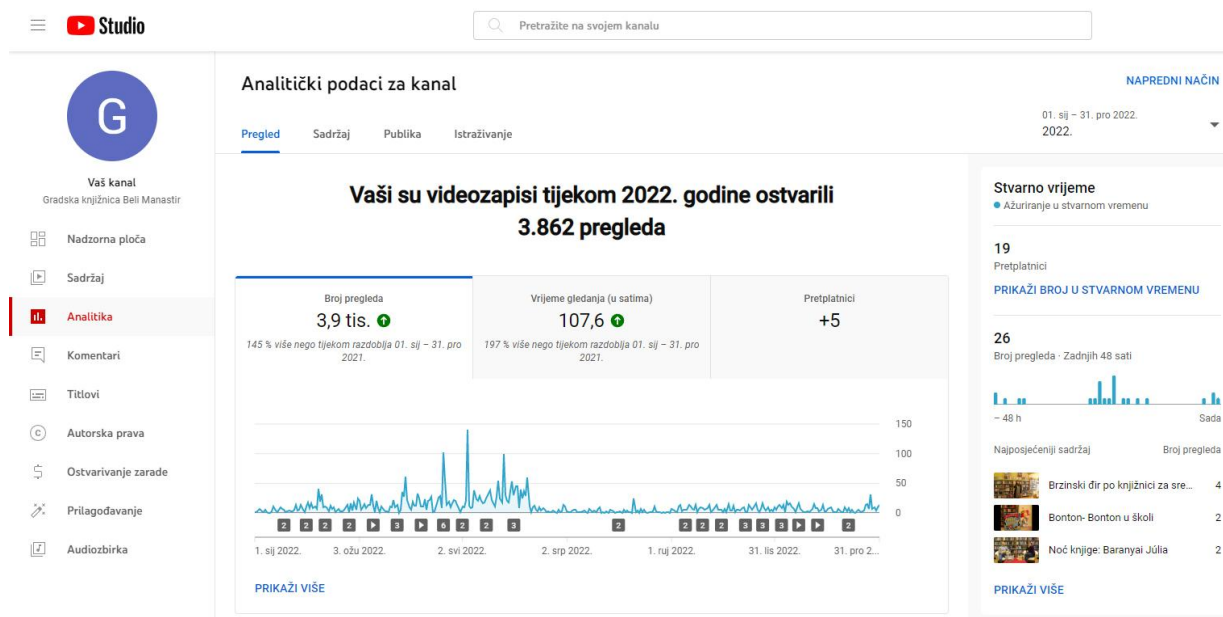 Studio
Pretražite na svojem kanalu
G
Vaš kanal
Gradska knjižnica Beli Manastir
Nadzorna ploča
Sadržaj
Analitika
Komentari
Titlovi
Autorska prava
Ostvarivanje zarade
Prilagođavanje
Audiozbirka
Analitički podaci za kanal
NAPREDNI NAČIN
Pregled Sadržaj Publika Istraživanje
01. sij – 31. pro 2022.
2022.
Vaši su videozapisi tijekom 2022. godine ostvarili
3.862 pregleda
Broj pregleda
3,9 tis.
145 % više nego tijekom razdoblja 01. sij – 31. pro
2021.
Vrijeme gledanja (u satima)
107,6
197 % više nego tijekom razdoblja 01. sij – 31. pro
2021.
Pretplatnici
+5
150
100
50
0
2 2 2 2 3 6 2 2 3 2 2 2 2 3 3 3 2
1. sij 2022. 3. ožu 2022. 2. svi 2022. 2. srp 2022. 1. ruj 2022. 31. lis 2022. 31. pro 2...
PRIKAŽI VIŠE
Stvarno vrijeme
Ažuriranje u stvarnom vremenu
19
Pretplatnici
PRIKAŽI BROJ U STVARNOM VREMENU
26
Broj pregleda · Zadnjih 48 sati
– 48 h Sada
Najposjećeniji sadržaj Broj pregleda
Brzinski đir po knjižnici za sre... 4
Bonton- Bonton u školi 2
Noć knjige: Baranyai Júlia 2
PRIKAŽI VIŠE